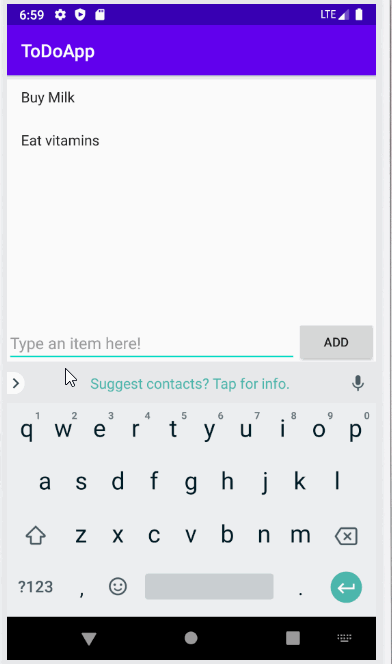 6:59 LTE
ToDoApp
Buy Milk
Eat vitamins
Type an item here! ADD
Suggest contacts? Tap for info.
1 2 3 4 5 6 7 8 9 0
q w e r t y u i o p
a s d f g h j k l
z x c v b n m
?123 , .